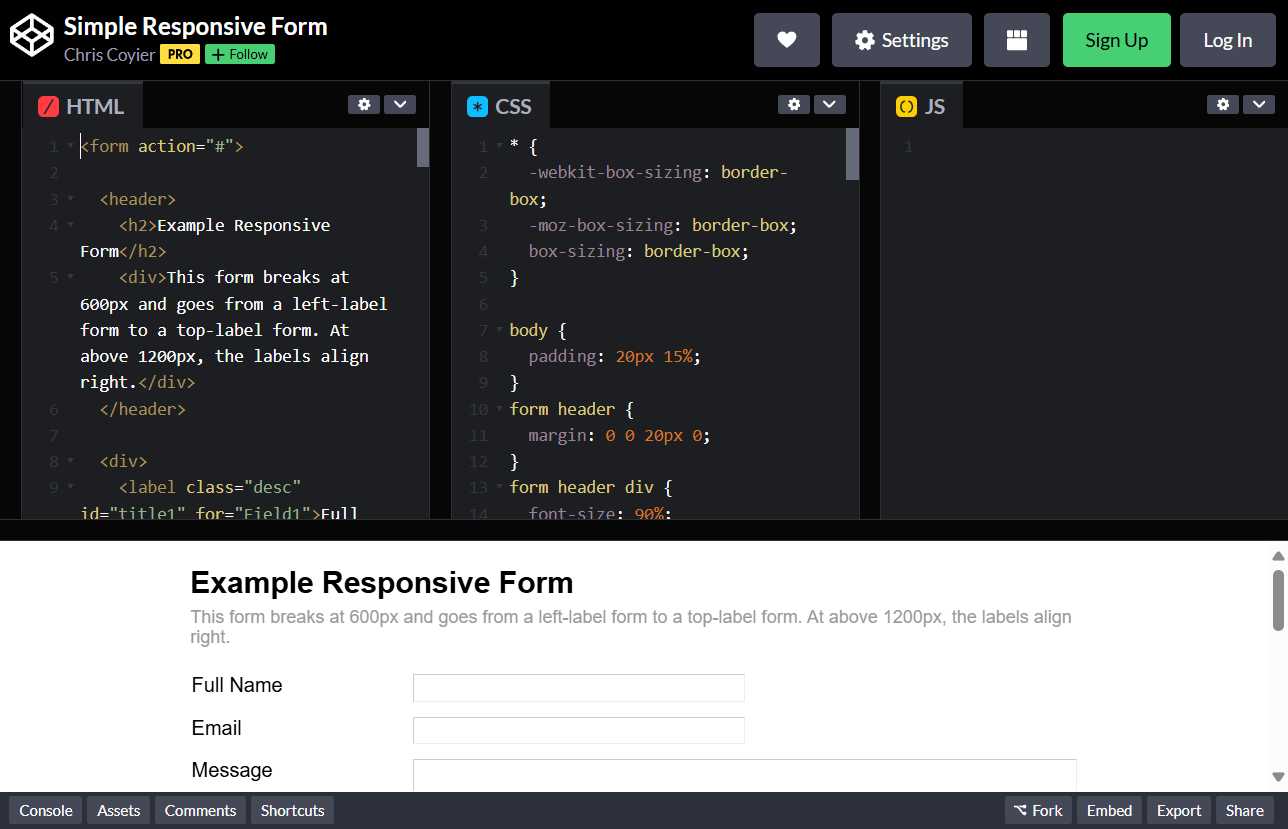 Simple Responsive Form
Chris Coyier PRO + Follow
Settings
Sign Up
Log In
HTML
1 <form action="#">
2
3 <header>
4 <h2>Example Responsive
Form</h2>
5 <div>This form breaks at
600px and goes from a left-label
form to a top-label form. At
above 1200px, the labels align
right.</div>
6 </header>
7
8 <div>
9 <label class="desc"
id="title1" for="Field1">Full
CSS
1 * {
2 -webkit-box-sizing: border-
box;
3 -moz-box-sizing: border-box;
4 box-sizing: border-box;
5 }
6
7 body {
8 padding: 20px 15%;
9 }
10 form header {
11 margin: 0 0 20px 0;
12 }
13 form header div {
14 font-size: 90%;
JS
1
Example Responsive Form
This form breaks at 600px and goes from a left-label form to a top-label form. At above 1200px, the labels align
right.
Full Name
Email
Message
Console Assets Comments Shortcuts Fork Embed Export Share